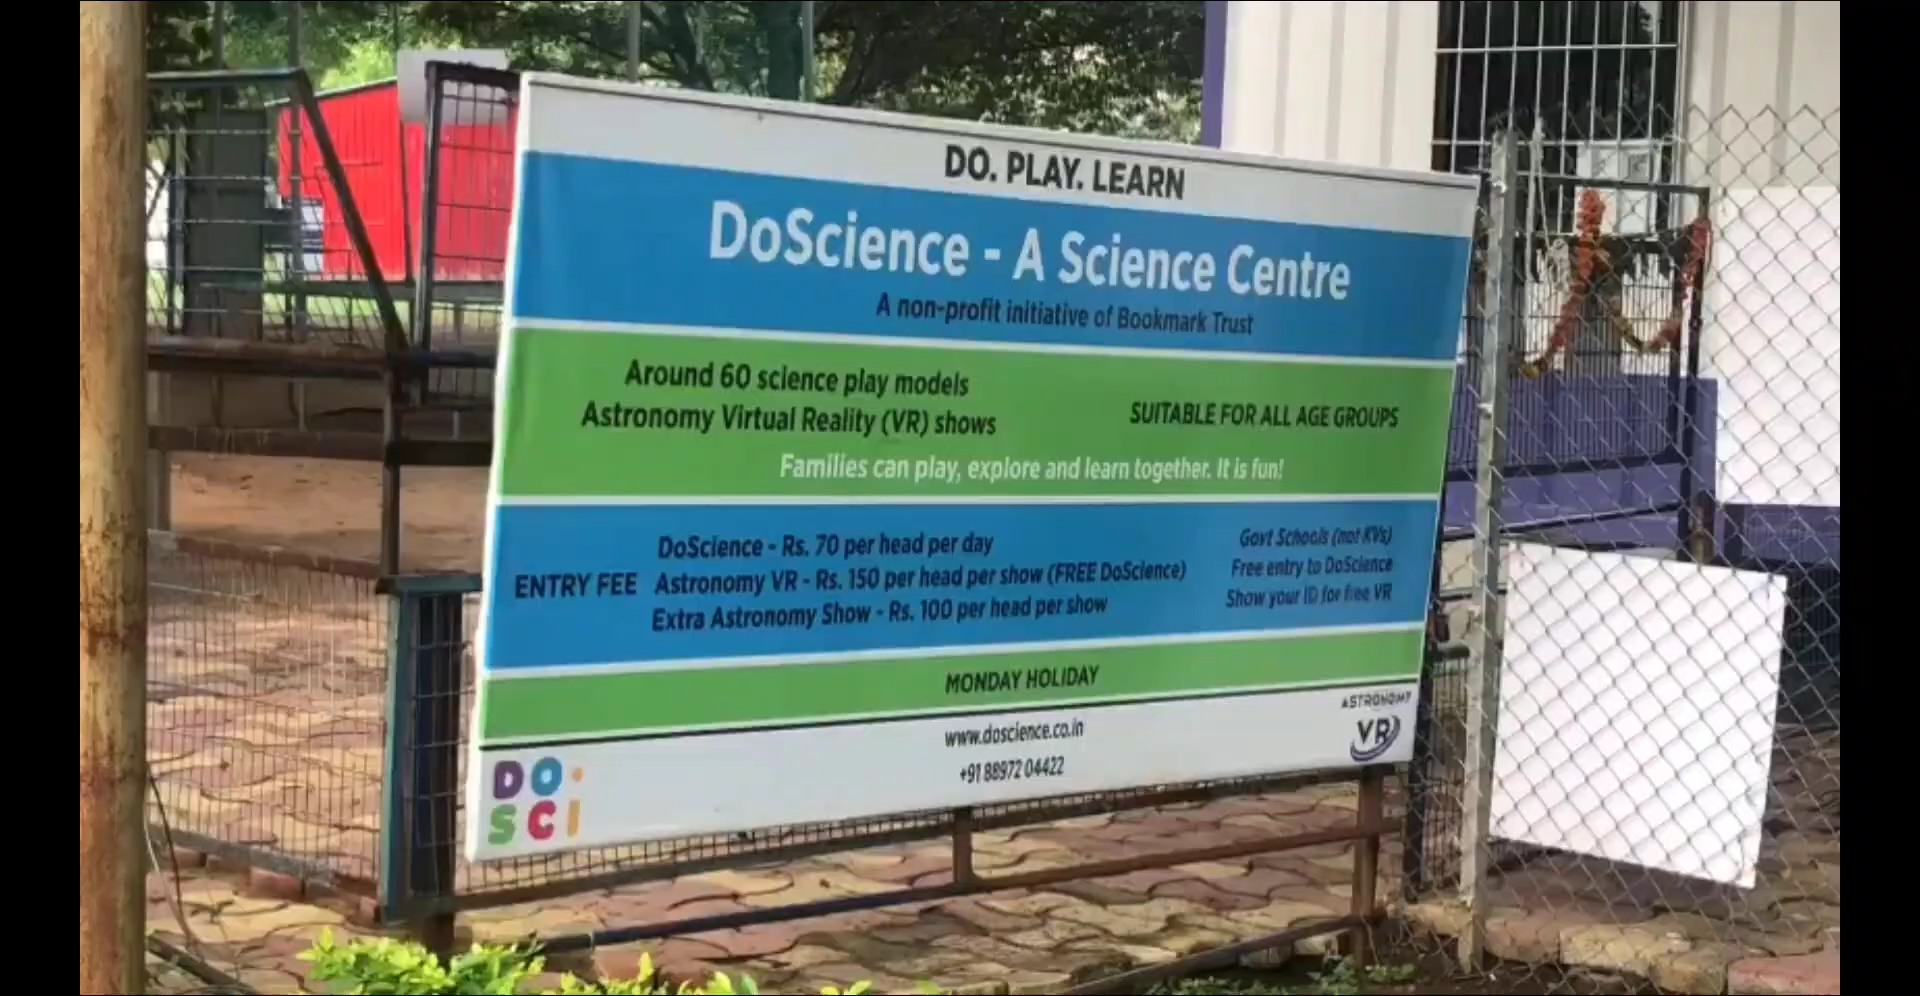 DO. PLAY. LEARN
DoScience - A Science Centre
A non-profit initiative of Bookmark Trust
Around 60 science play models
Astronomy Virtual Reality (VR) shows
SUITABLE FOR ALL AGE GROUPS
Families can play, explore and learn together. It is fun!
ENTRY FEE
DoScience - Rs. 70 per head per day
Astronomy VR - Rs. 150 per head per show (FREE DoScience)
Extra Astronomy Show - Rs. 100 per head per show
Govt Schools (not KVs)
Free entry to DoScience
Show your ID for free VR
MONDAY HOLIDAY
www.doscience.co.in
+91 88972 04422
DO.
SCI
ASTRONOMY
VR